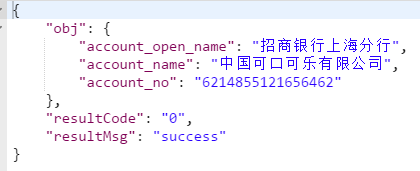 {
"obj": {
"account_open_name": "招商银行上海分行",
"account_name": "中国可口可乐有限公司",
"account_no": "6214855121656462"
},
"resultCode": "0",
"resultMsg": "success"
}